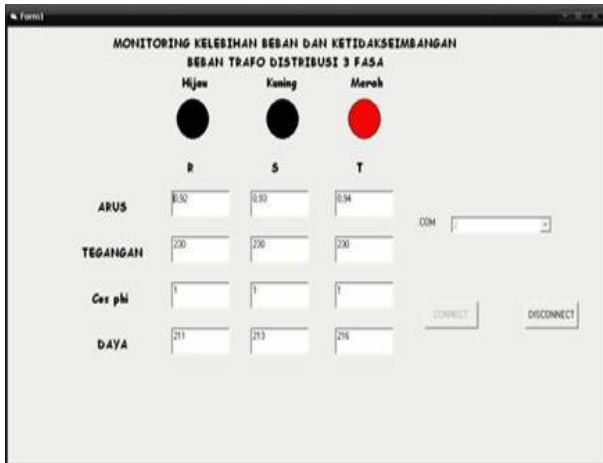 Form1
MONITORING KELEBIHAN BEBAN DAN KETIDAKSEIMBANGAN
BEBAN TRAFO DISTRIBUSI 3 FASA
Hijau Kuning Merah
R S T
ARUS 0,92 0,93 0,94
COM 2
TEGANGAN 230 230 230
Cos phi 1 1 1
CONNECT DISCONNECT
DAYA 211 213 216